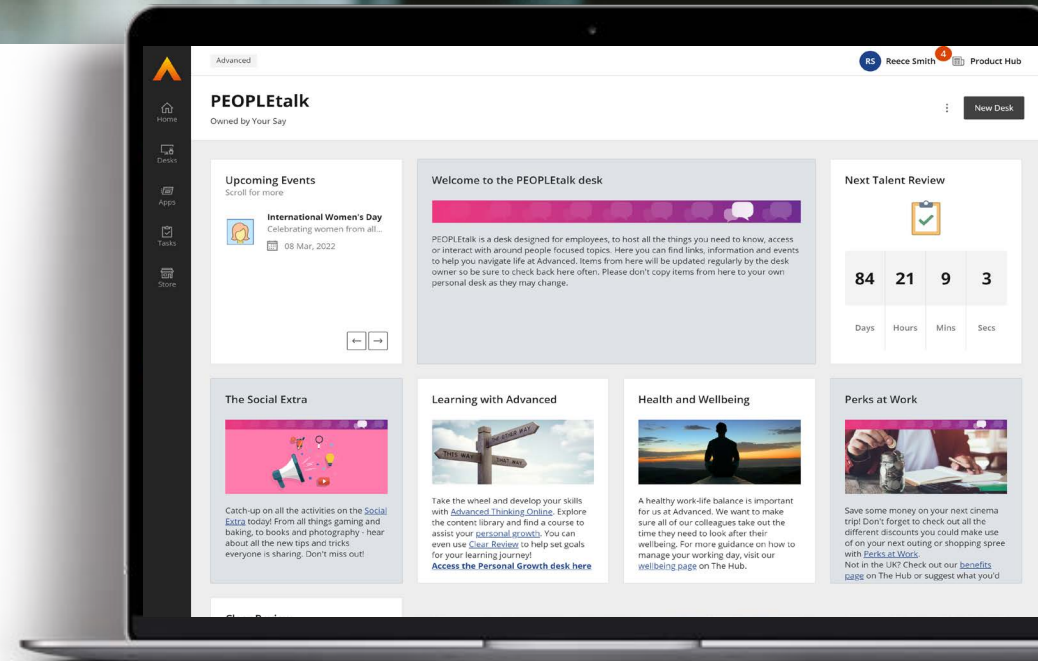 Advanced
RS Reece Smith 4 Product Hub
PEOPLEtalk
Owned by Your Say
New Desk
Home
Desks
Apps
Tasks
Store
Upcoming Events
Scroll for more
International Women's Day
Celebrating women from all...
08 Mar, 2022
← →
Welcome to the PEOPLEtalk desk
PEOPLEtalk is a desk designed for employees, to host all the things you need to know, access
or interact with around people focused topics. Here you can find links, information and events
to help you navigate life at Advanced. Items from here will be updated regularly by the desk
owner so be sure to check back here often. Please don't copy items from here to your own
personal desk as they may change.
Next Talent Review
84 21 9 3
Days Hours Mins Secs
The Social Extra
Catch-up on all the activities on the Social
Extra today! From all things gaming and
baking, to books and photography - hear
about all the new tips and tricks
everyone is sharing. Don't miss out!
Learning with Advanced
THE OTHER WAY
THIS WAY
THAT WAY
Take the wheel and develop your skills
with Advanced Thinking Online. Explore
the content library and find a course to
assist your personal growth. You can
even use Clear Review to help set goals
for your learning journey!
Access the Personal Growth desk here
Health and Wellbeing
A healthy work-life balance is important
for us at Advanced. We want to make
sure all of our colleagues take out the
time they need to look after their
wellbeing. For more guidance on how to
manage your working day, visit our
wellbeing page on The Hub.
Perks at Work
Save some money on your next cinema
trip! Don't forget to check out all the
different discounts you could make use
of on your next outing or shopping spree
with Perks at Work.
Not in the UK? Check out our benefits
page on The Hub or suggest what you'd